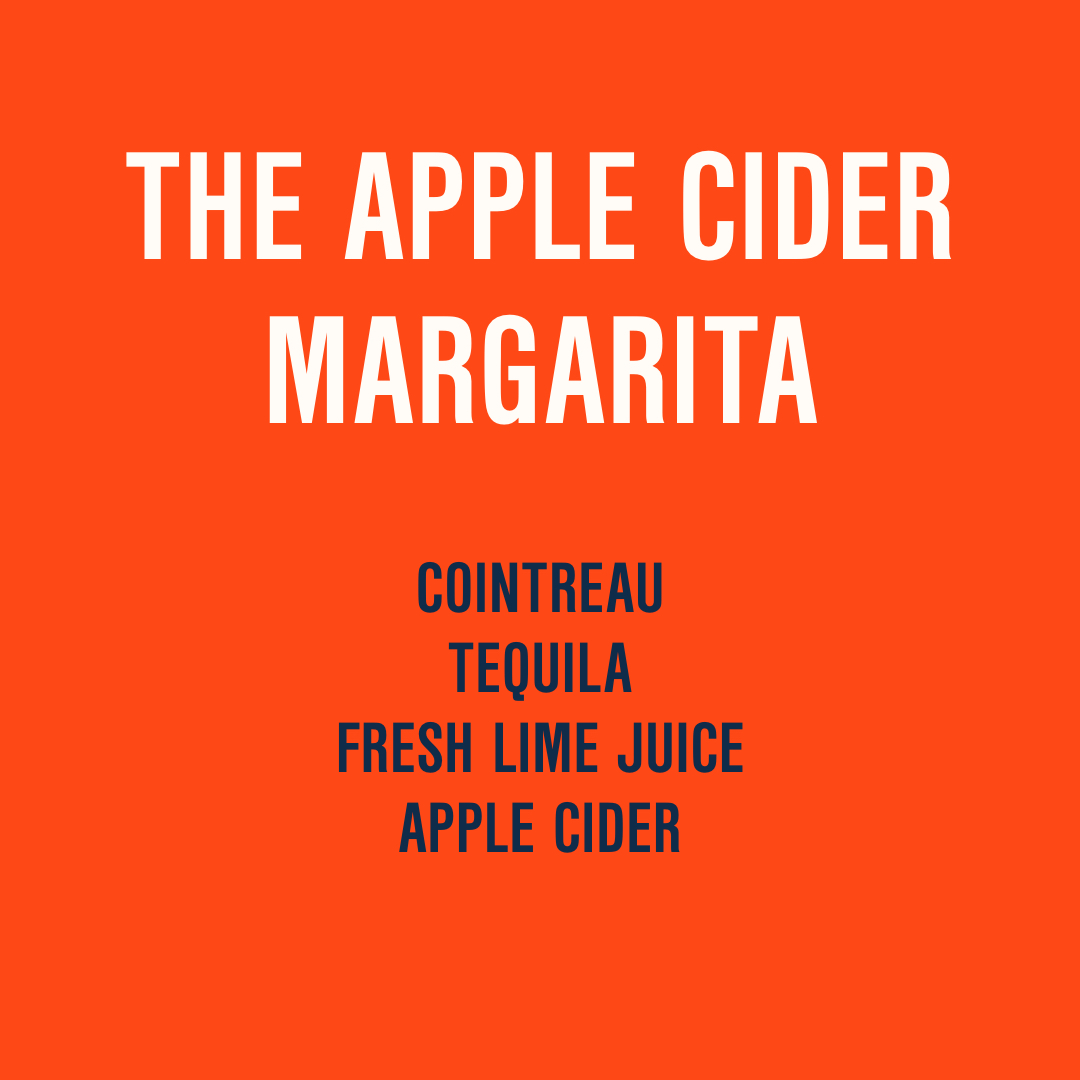 THE APPLE CIDER
MARGARITA
COINTREAU
TEQUILA
FRESH LIME JUICE
APPLE CIDER